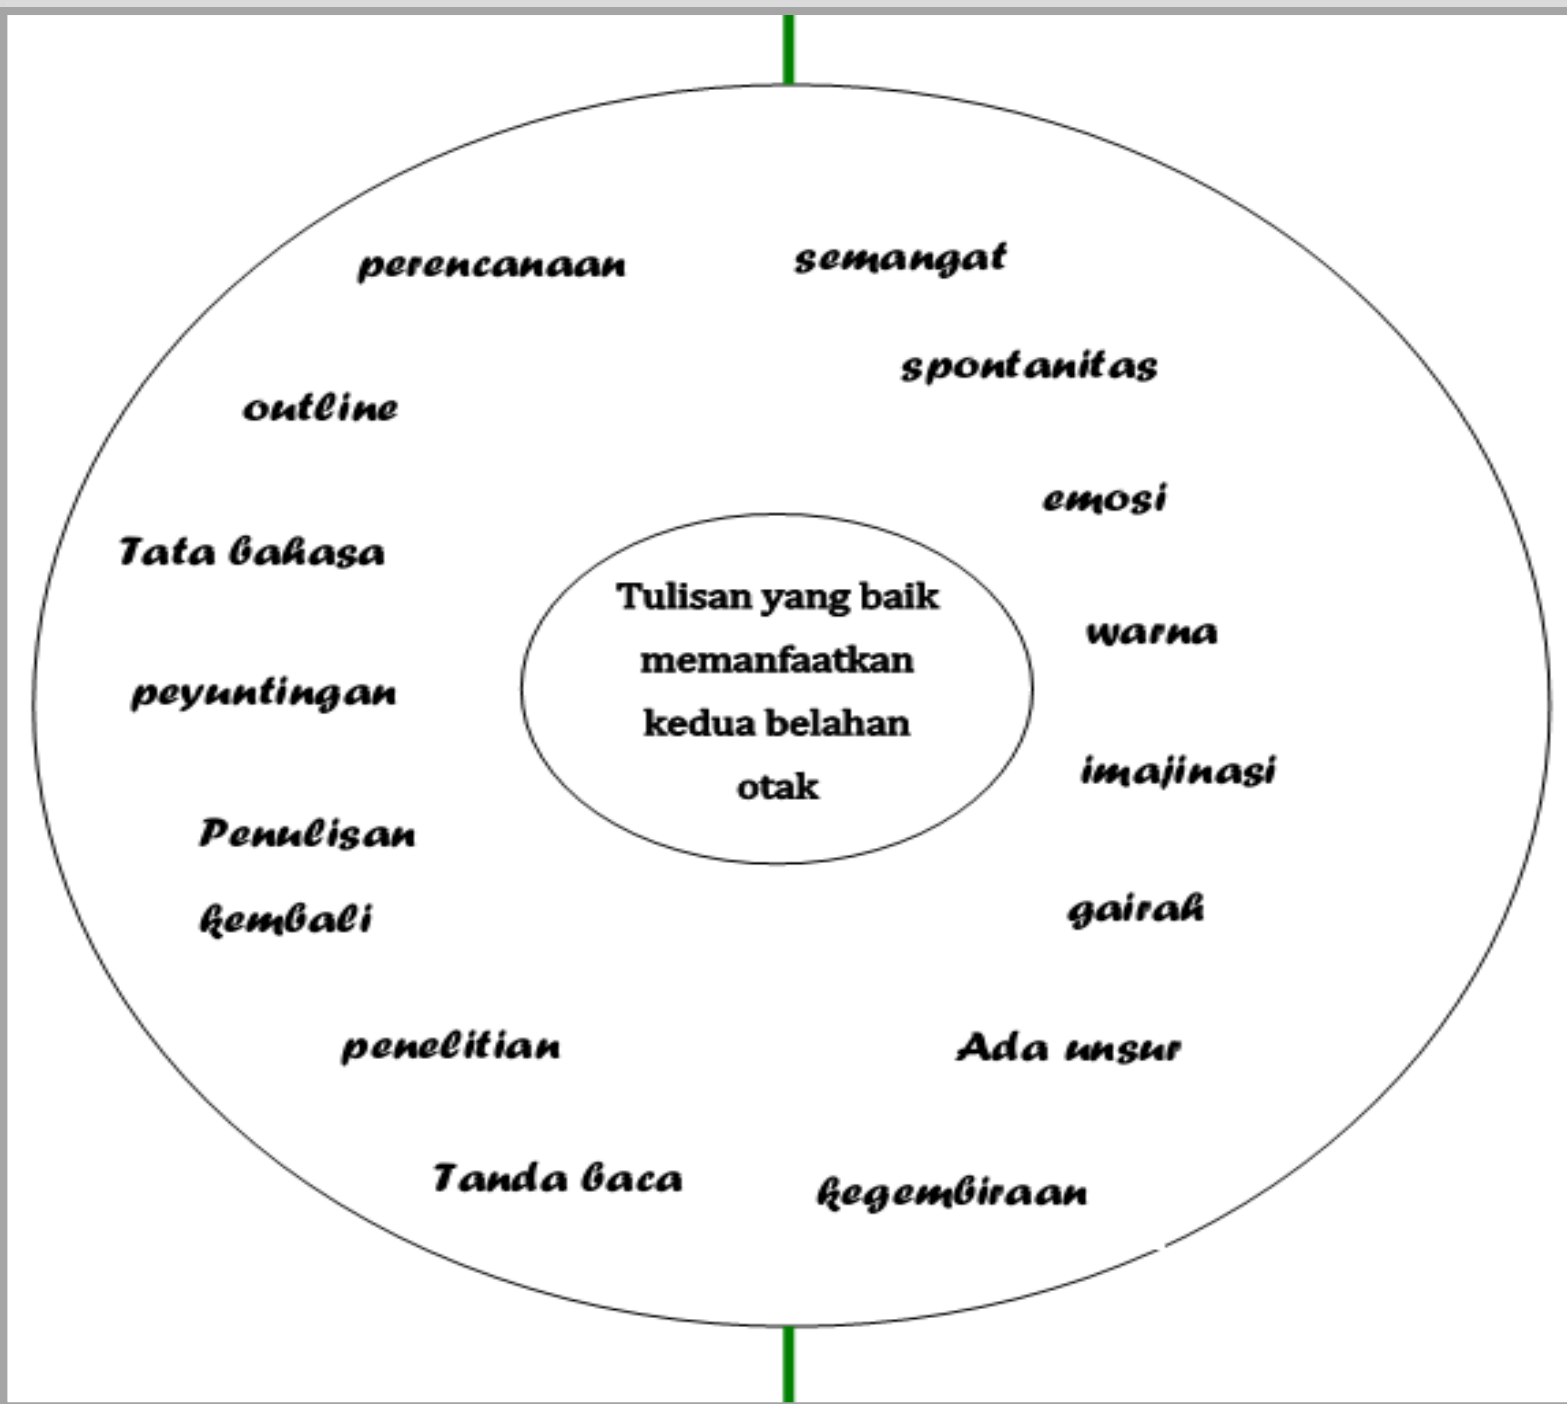 perencanaan
semangat
spontanitas
outline
emosi
Tata bahasa
Tulisan yang baik
memanfaatkan
kedua belahan
otak
warna
peyuntingan
imajinasi
Penulisan
kembali
gairah
penelitian
Ada unsur
Tanda baca
kegembiraan